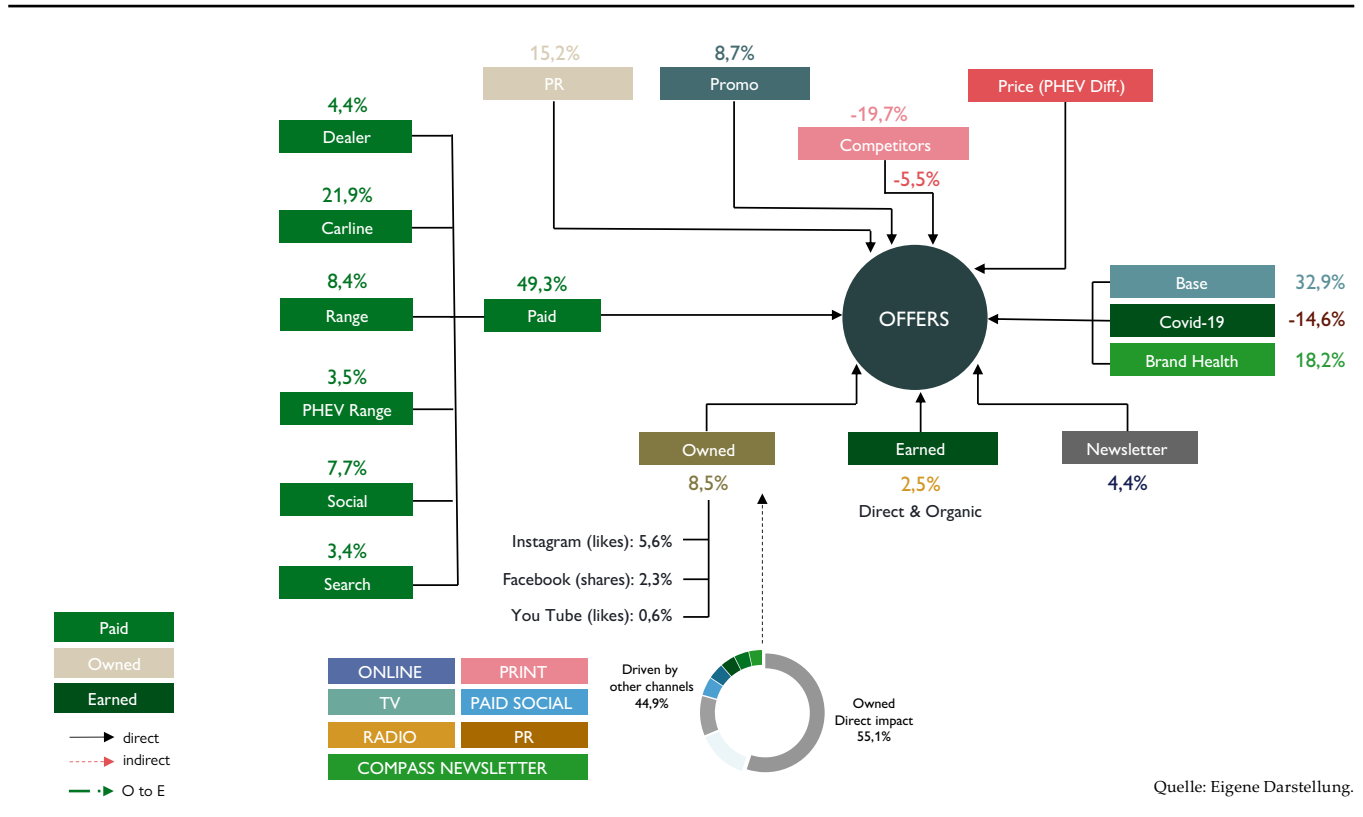 15,2%
PR
8,7%
Promo
Price (PHEV Diff.)
-19,7%
Competitors
-5,5%
4,4%
Dealer
21,9%
Carline
8,4%
Range
49,3%
Paid
3,5%
PHEV Range
7,7%
Social
3,4%
Search
OFFERS
Base
32,9%
Covid-19
-14,6%
Brand Health
18,2%
Owned
8,5%
Earned
2,5%
Direct & Organic
Newsletter
4,4%
Instagram (likes): 5,6%
Facebook (shares): 2,3%
You Tube (likes): 0,6%
Paid
Owned
Earned
direct
indirect
O to E
ONLINE
PRINT
TV
PAID SOCIAL
RADIO
PR
COMPASS NEWSLETTER
Driven by
other channels
44,9%
Owned
Direct impact
55,1%
Quelle: Eigene Darstellung.